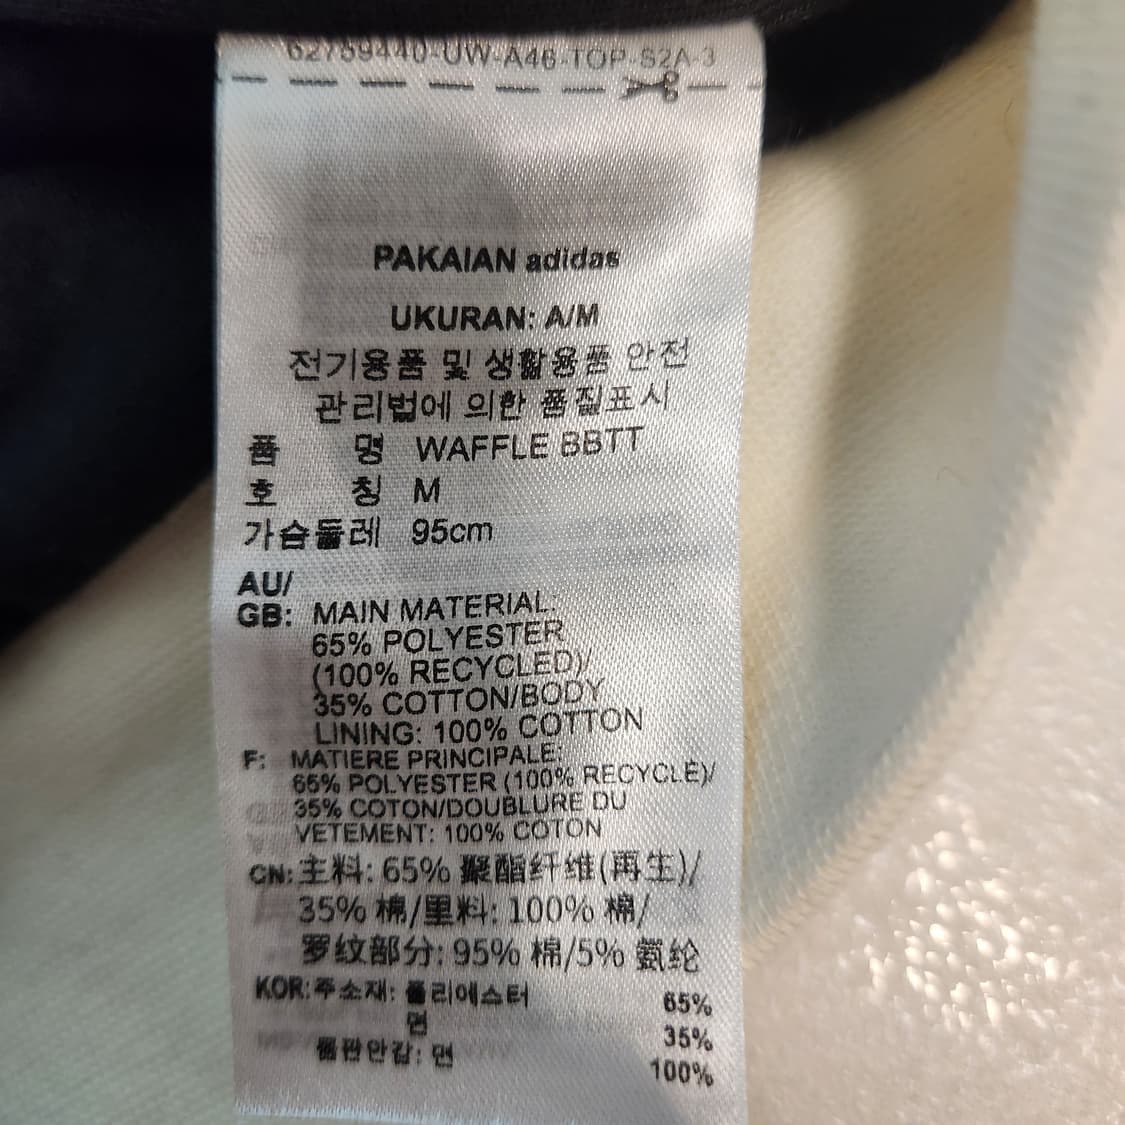 62759440-UW-A46-TOP-S2A-3
PAKAIAN adidas
UKURAN: A/M
전기용품 및 생활용품 안전
관리법에 의한 품질표시
품 명 WAFFLE BBTT
호 칭 M
가슴둘레 95cm
AU/
GB: MAIN MATERIAL:
65% POLYESTER
(100% RECYCLED)/
35% COTTON/BODY
LINING: 100% COTTON
F: MATIERE PRINCIPALE:
65% POLYESTER (100% RECYCLÉ)/
35% COTON/DOUBLURE DU
VETEMENT: 100% COTON
CN: 主料: 65% 聚酯纤维(再生)/
35% 棉/里料: 100% 棉/
罗纹部分: 95% 棉/5% 氨纶
KOR: 주소재: 폴리에스터 65%
면 35%
몸판안감: 면 100%